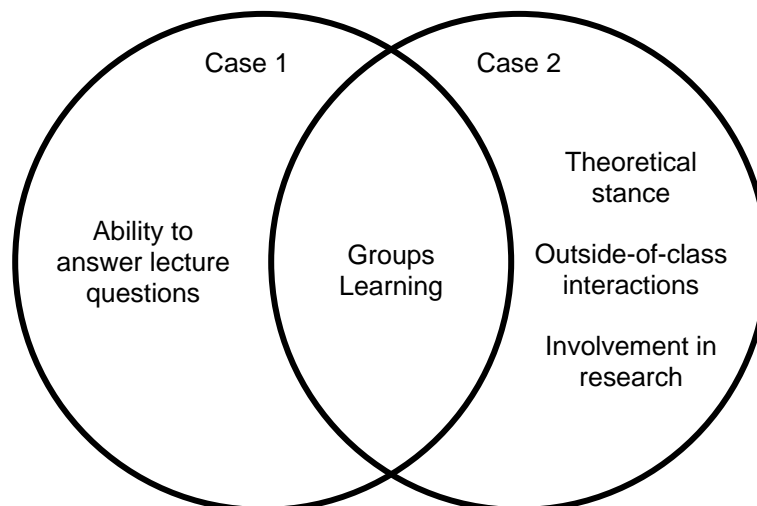 Case 1
Case 2
Ability to
answer lecture
questions
Groups
Learning
Theoretical
stance
Outside-of-class
interactions
Involvement in
research